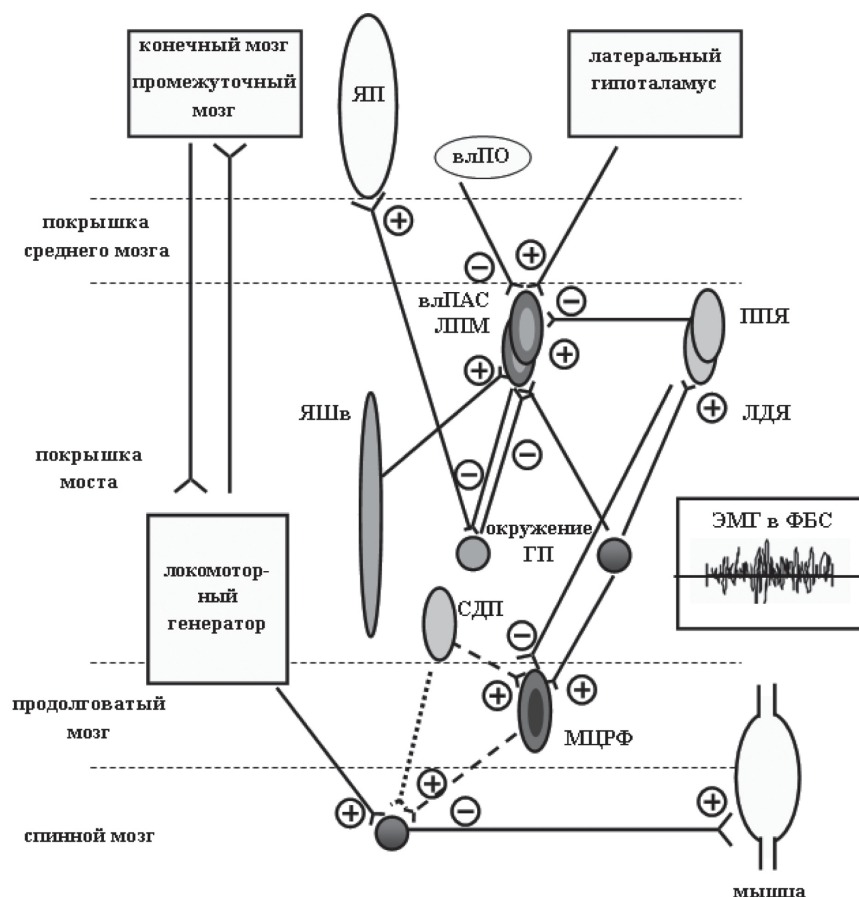 конечный мозг
промежуточный
мозг
ЯП
латеральный
гипоталамус
влПО
покрышка
среднего мозга
влПАС
ЛПМ
ППЯ
ЯШв
ЛДЯ
покрышка
моста
окружение
ГП
ЭМГ в ФБС
локомотор-
ный
генератор
СДП
продолговатый
мозг
МЦРФ
спинной мозг
мышца